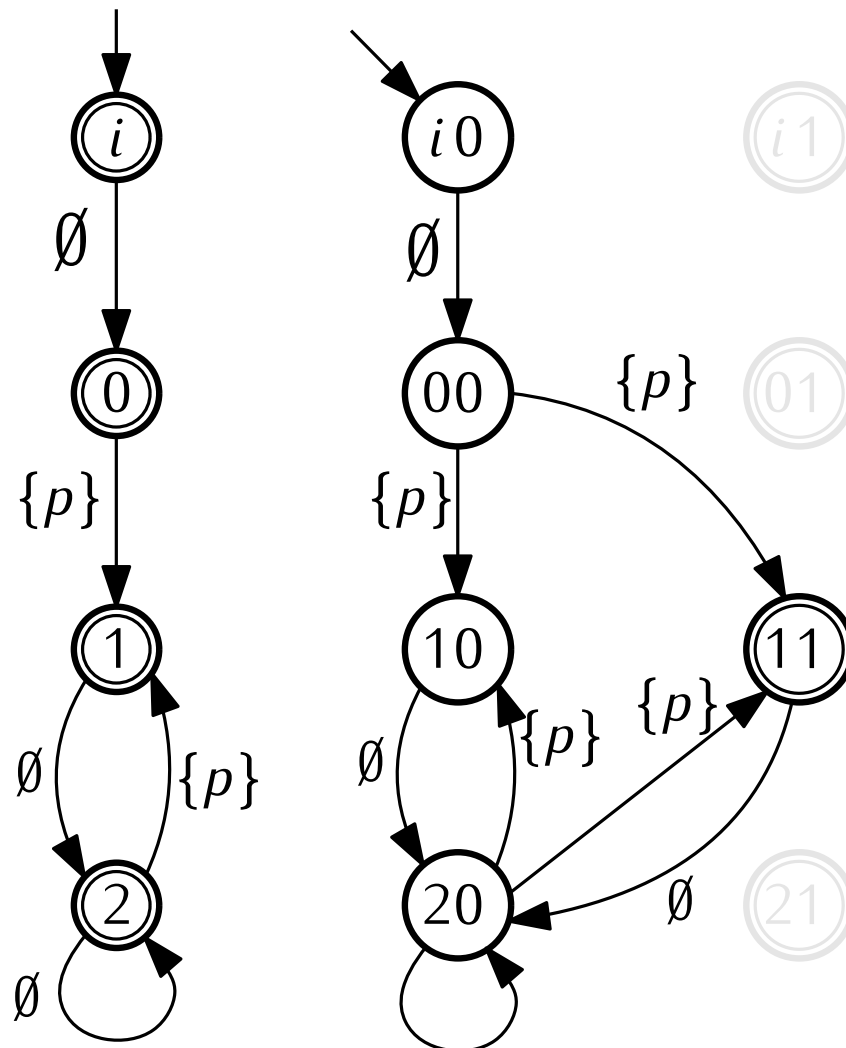 i i0 i1
∅ ∅
0 00 {p} 01
{p} {p}
1 10 11
∅ {p} ∅ {p} {p}
2 20 ∅ 21
∅